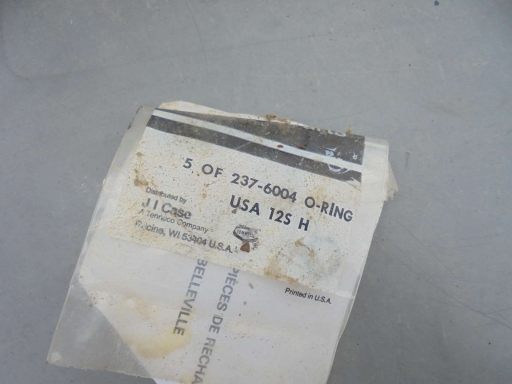 5 OF 237-6004 O-RING
USA 12S H
Distributed by
J I Case
A Tenneco Company
Racine, WI 53404 U.S.A.
Printed in U.S.A.
PIECES DE RECHA
BELLEVILLE